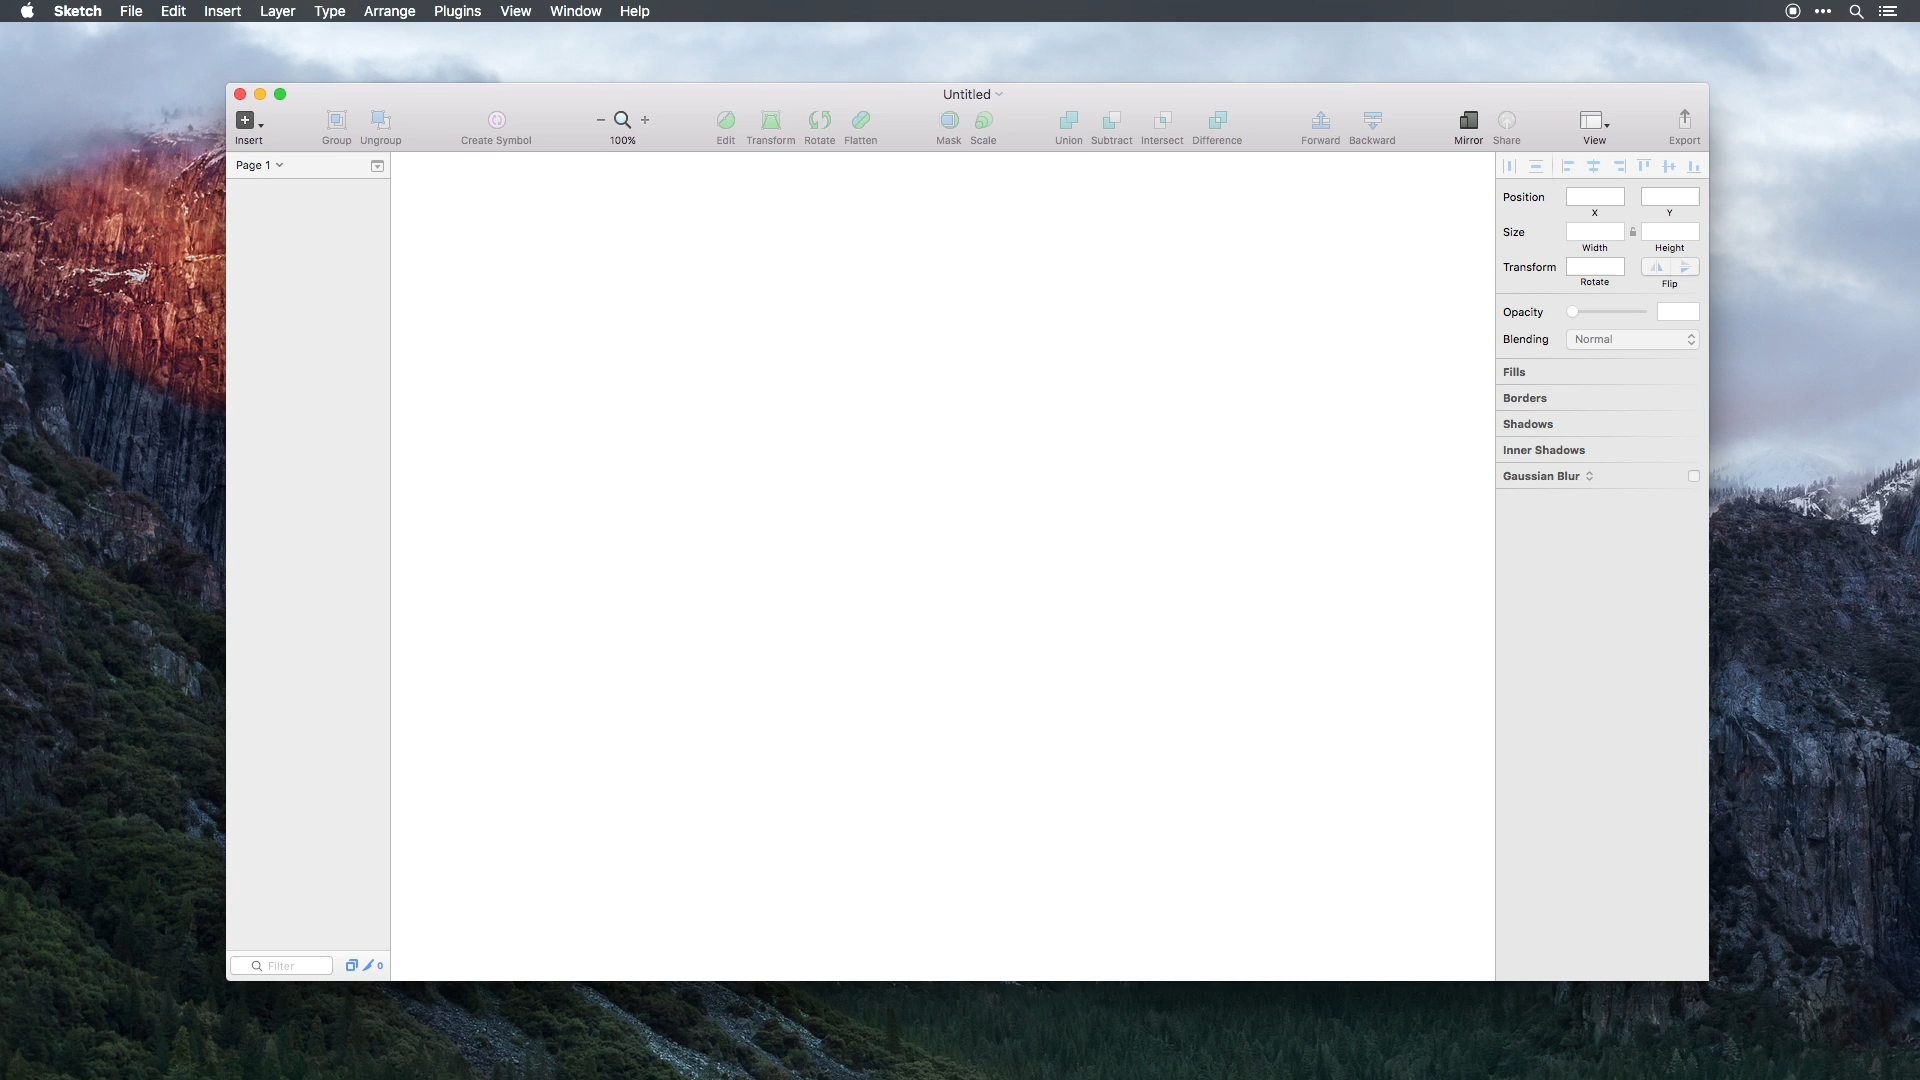 Sketch File Edit Insert Layer Type Arrange Plugins View Window Help
Untitled
Insert Group Ungroup Create Symbol 100% Edit Transform Rotate Flatten Mask Scale Union Subtract Intersect Difference Forward Backward Mirror Share View Export
Page 1
Position
X Y
Size
Width Height
Transform
Rotate Flip
Opacity
Blending Normal
Fills
Borders
Shadows
Inner Shadows
Gaussian Blur
Filter 0